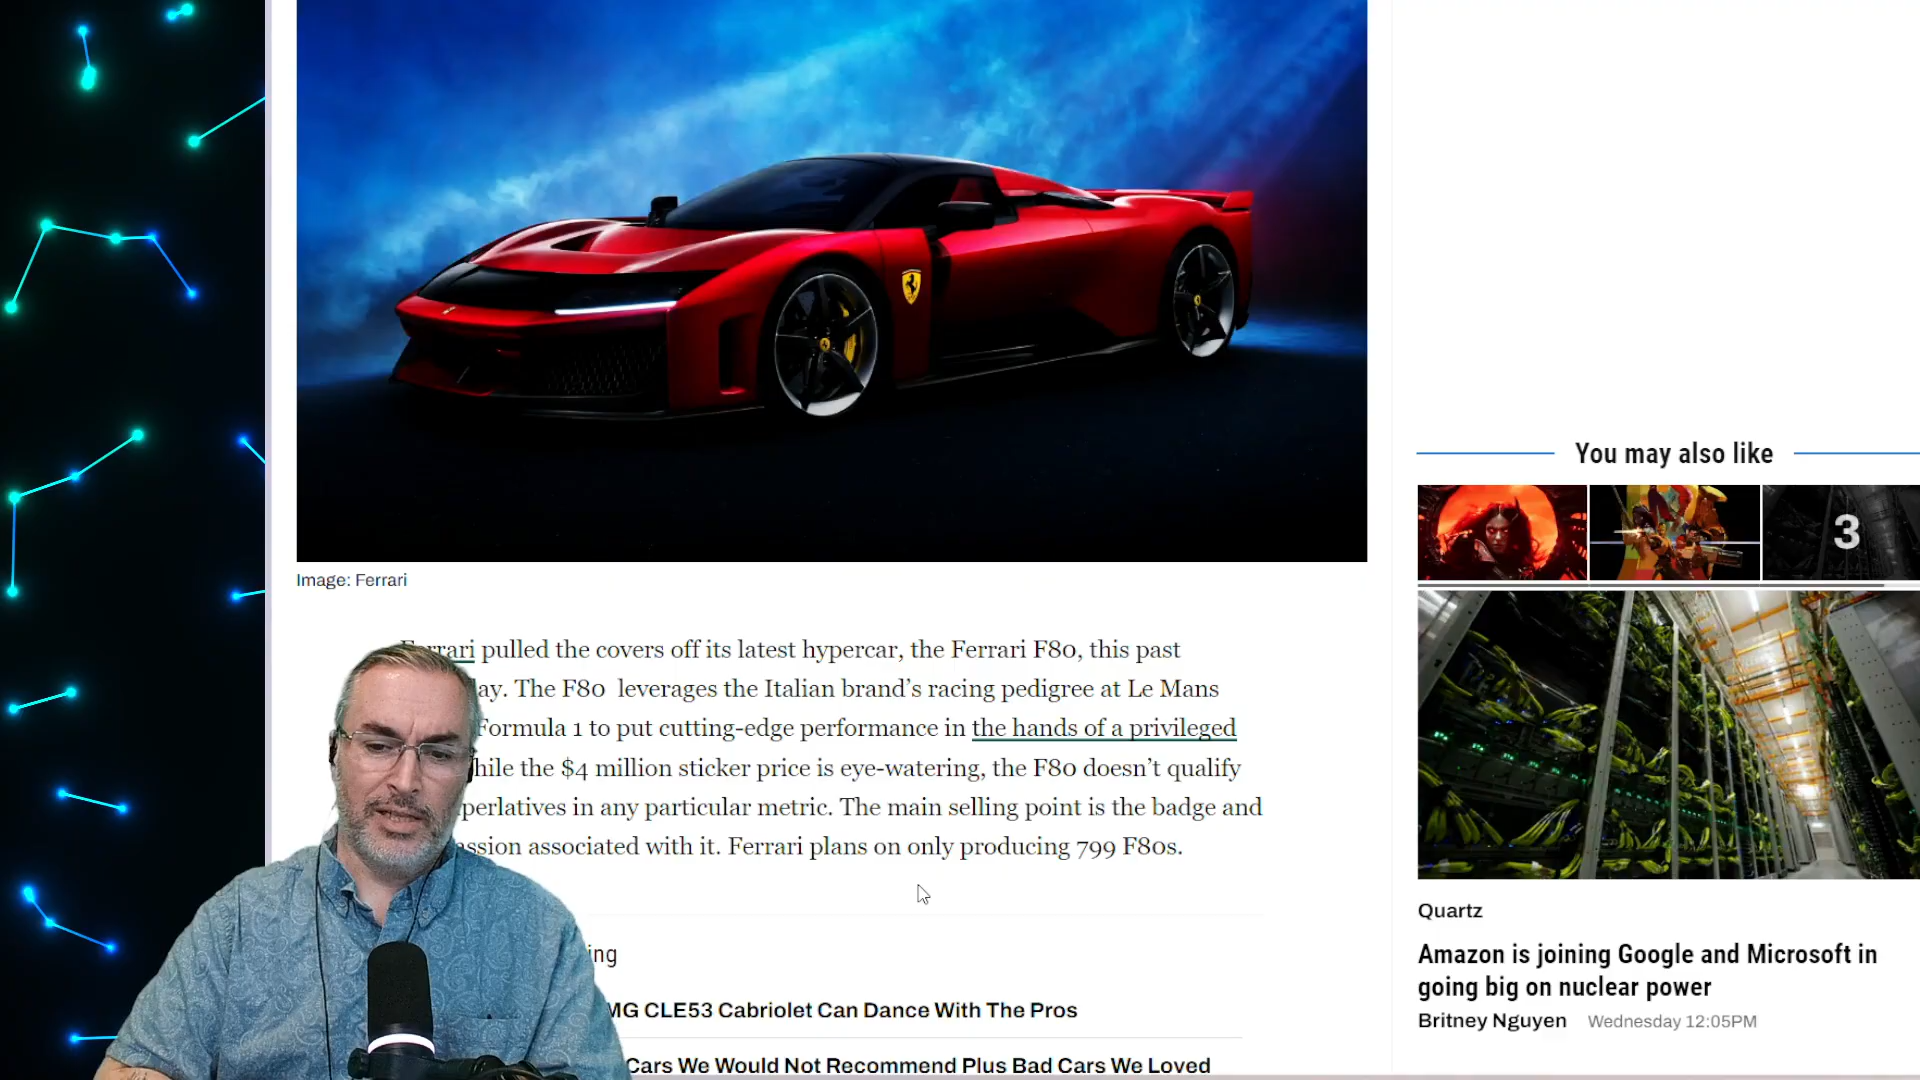 Image: Ferrari
Ferrari pulled the covers off its latest hypercar, the Ferrari F80, this past
ay. The F80 leverages the Italian brand’s racing pedigree at Le Mans
Formula 1 to put cutting-edge performance in the hands of a privileged
hile the $4 million sticker price is eye-watering, the F80 doesn’t qualify
perlatives in any particular metric. The main selling point is the badge and
assion associated with it. Ferrari plans on only producing 799 F80s.
ing
MG CLE53 Cabriolet Can Dance With The Pros
Cars We Would Not Recommend Plus Bad Cars We Loved
You may also like
3
Quartz
Amazon is joining Google and Microsoft in
going big on nuclear power
Britney Nguyen Wednesday 12:05PM